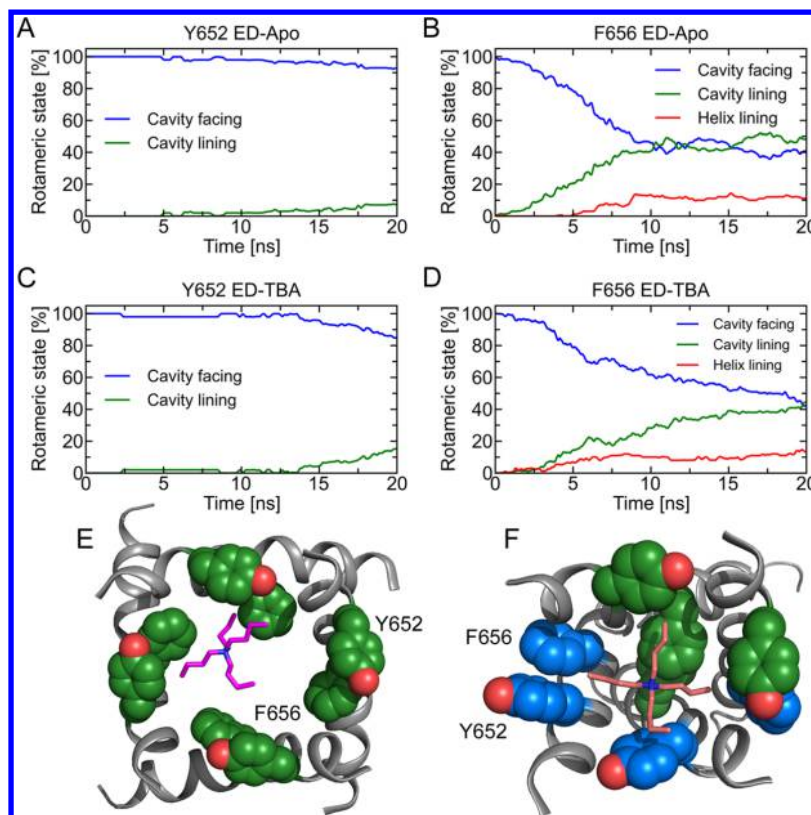 A
Y652 ED-Apo
Rotameric state [%]
100
80
60
40
20
0
Cavity facing
Cavity lining
0 5 10 15 20
Time [ns]
B
F656 ED-Apo
Rotameric state [%]
100
80
60
40
20
0
Cavity facing
Cavity lining
Helix lining
0 5 10 15 20
Time [ns]
C
Y652 ED-TBA
Rotameric state [%]
100
80
60
40
20
0
Cavity facing
Cavity lining
0 5 10 15 20
Time [ns]
D
F656 ED-TBA
Rotameric state [%]
100
80
60
40
20
0
Cavity facing
Cavity lining
Helix lining
0 5 10 15 20
Time [ns]
E
Y652
F656
F
F656
Y652